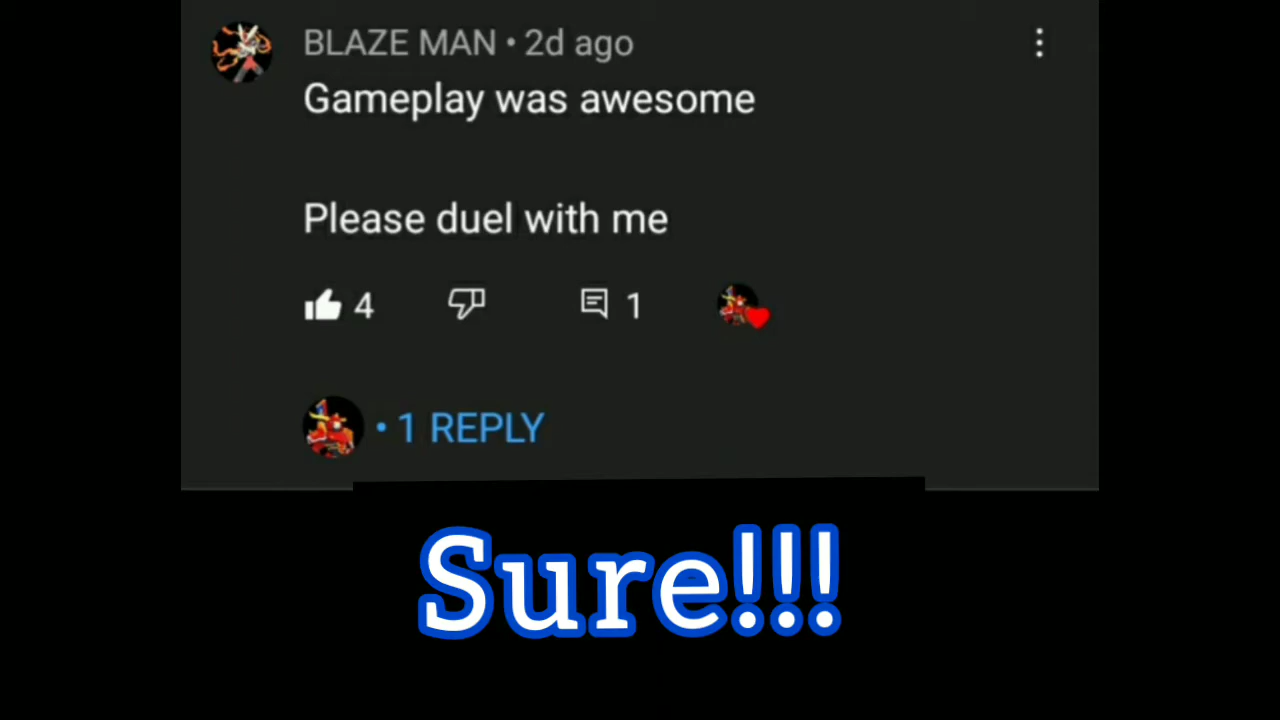 BLAZE MAN • 2d ago
Gameplay was awesome
Please duel with me
4 1
• 1 REPLY
Sure!!!